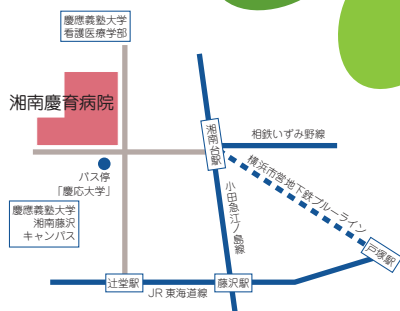 慶應義塾大学
看護医療学部
湘南慶育病院
バス停
「慶応大学」
慶應義塾大学
湘南藤沢
キャンパス
湘南台駅
相鉄いずみ野線
横浜市営地下鉄ブルーライン
小田急江ノ島線
戸塚駅
辻堂駅
JR東海道線
藤沢駅